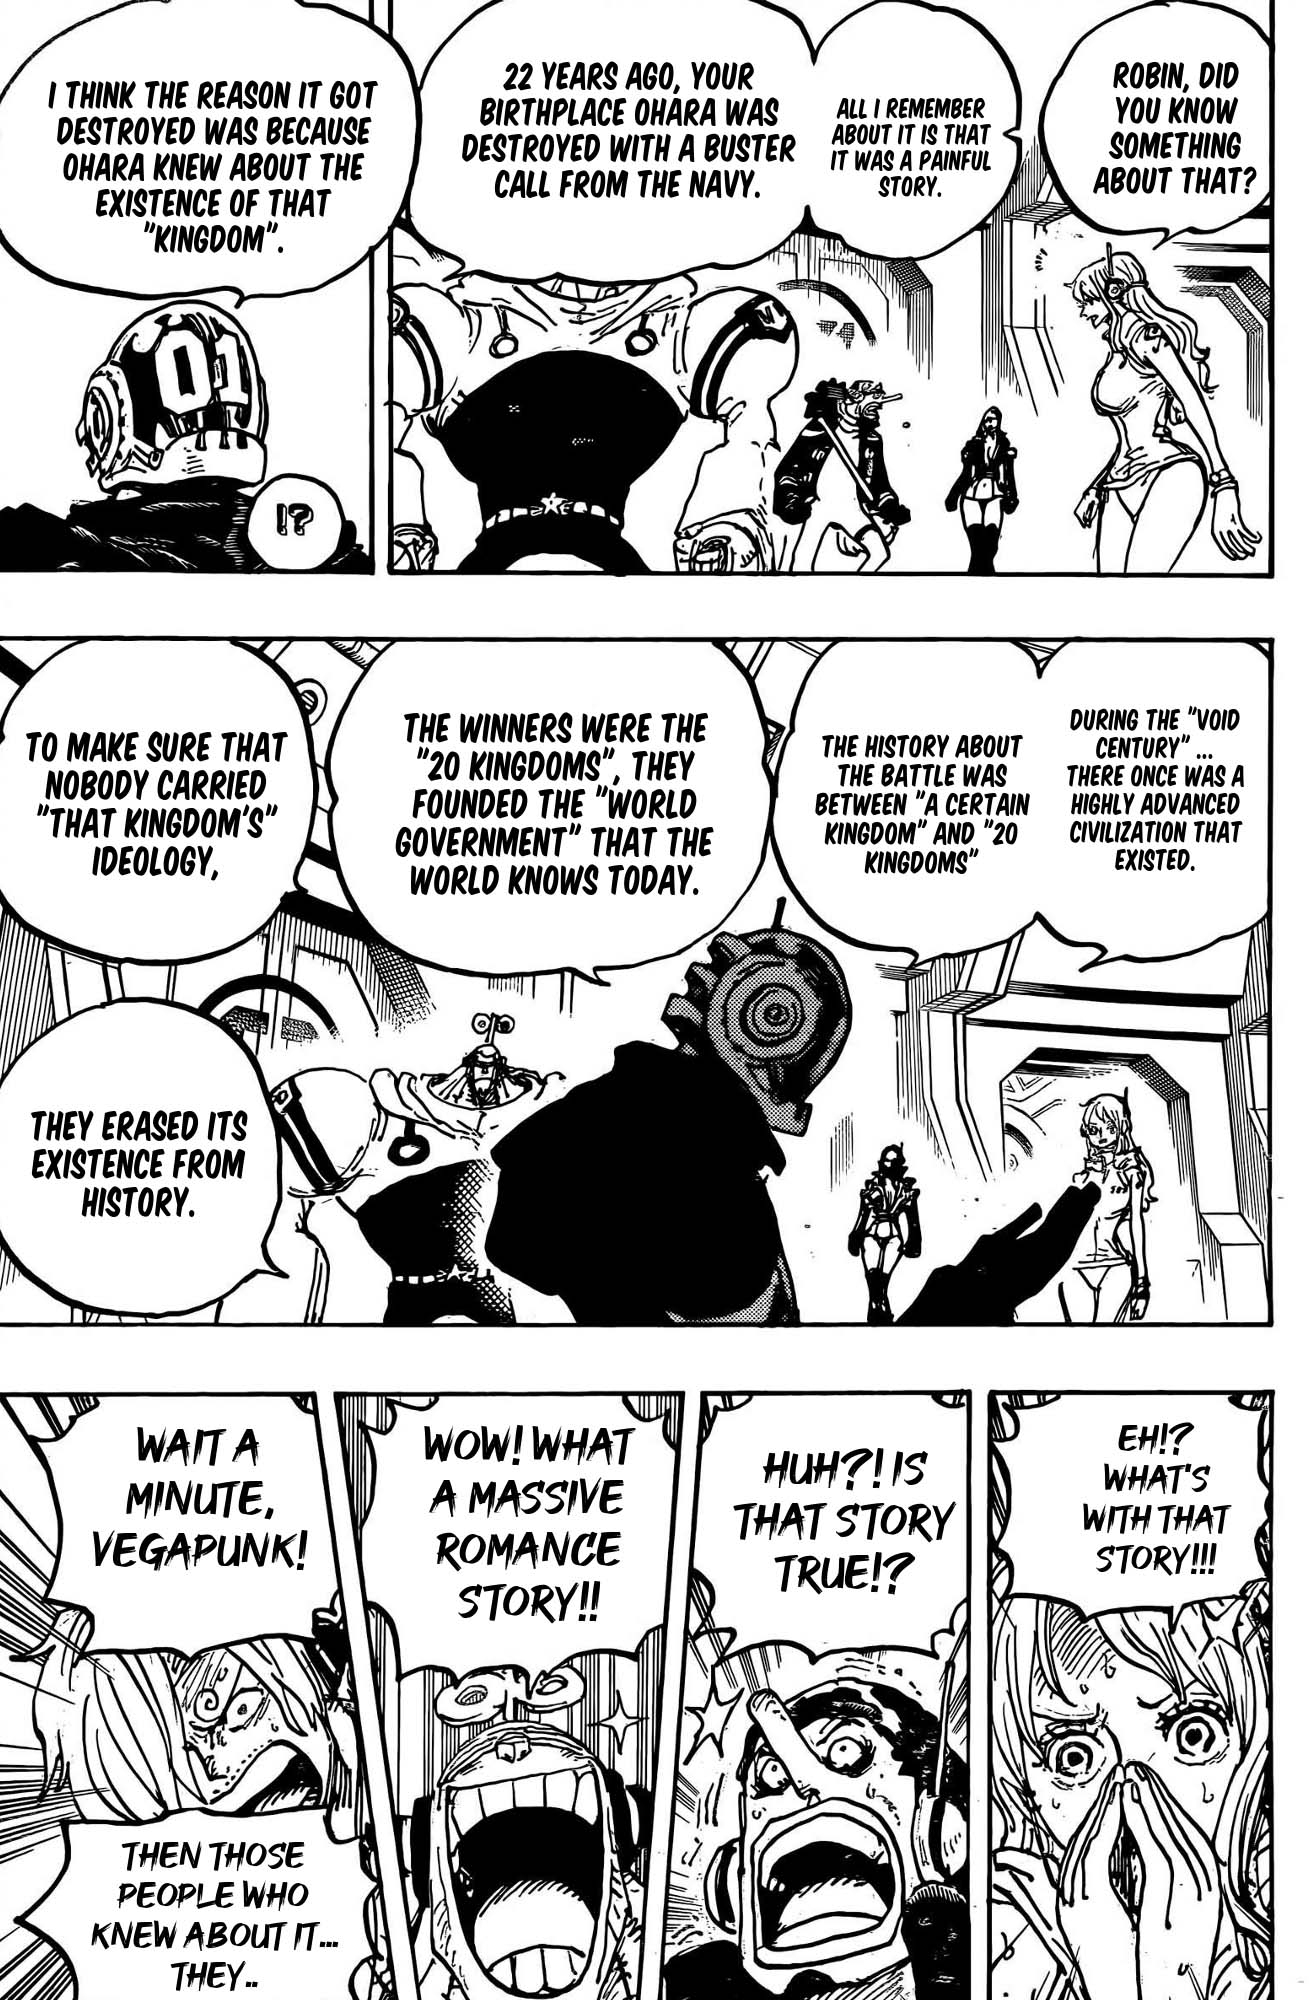 ROBIN, DID
YOU KNOW
SOMETHING
ABOUT THAT?
ALL I REMEMBER
ABOUT IT IS THAT
IT WAS A PAINFUL
STORY.
22 YEARS AGO, YOUR
BIRTHPLACE OHARA WAS
DESTROYED WITH A BUSTER
CALL FROM THE NAVY.
I THINK THE REASON IT GOT
DESTROYED WAS BECAUSE
OHARA KNEW ABOUT THE
EXISTENCE OF THAT
"KINGDOM".
01
!?
DURING THE "VOID
CENTURY" ...
THERE ONCE WAS A
HIGHLY ADVANCED
CIVILIZATION THAT
EXISTED.
THE HISTORY ABOUT
THE BATTLE WAS
BETWEEN "A CERTAIN
KINGDOM" AND "20
KINGDOMS"
THE WINNERS WERE THE
"20 KINGDOMS", THEY
FOUNDED THE "WORLD
GOVERNMENT" THAT THE
WORLD KNOWS TODAY.
TO MAKE SURE THAT
NOBODY CARRIED
"THAT KINGDOM'S"
IDEOLOGY,
THEY ERASED ITS
EXISTENCE FROM
HISTORY.
EH!?
WHAT'S
WITH THAT
STORY!!!
HUH?! IS
THAT STORY
TRUE!?
WOW! WHAT
A MASSIVE
ROMANCE
STORY!!
WAIT A
MINUTE,
VEGAPUNK!
THEN THOSE
PEOPLE WHO
KNEW ABOUT IT...
THEY..